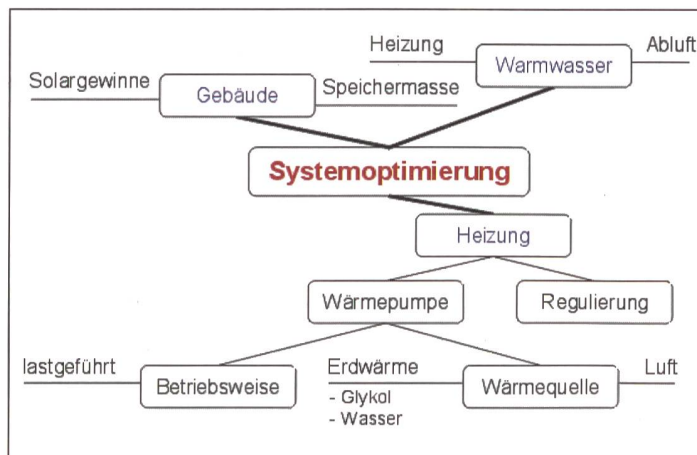 Heizung
Warmwasser
Abluft
Solargewinne
Gebäude
Speichermasse
Systemoptimierung
Heizung
Wärmepumpe
Regulierung
lastgeführt
Betriebsweise
Erdwärme
- Glykol
- Wasser
Wärmequelle
Luft